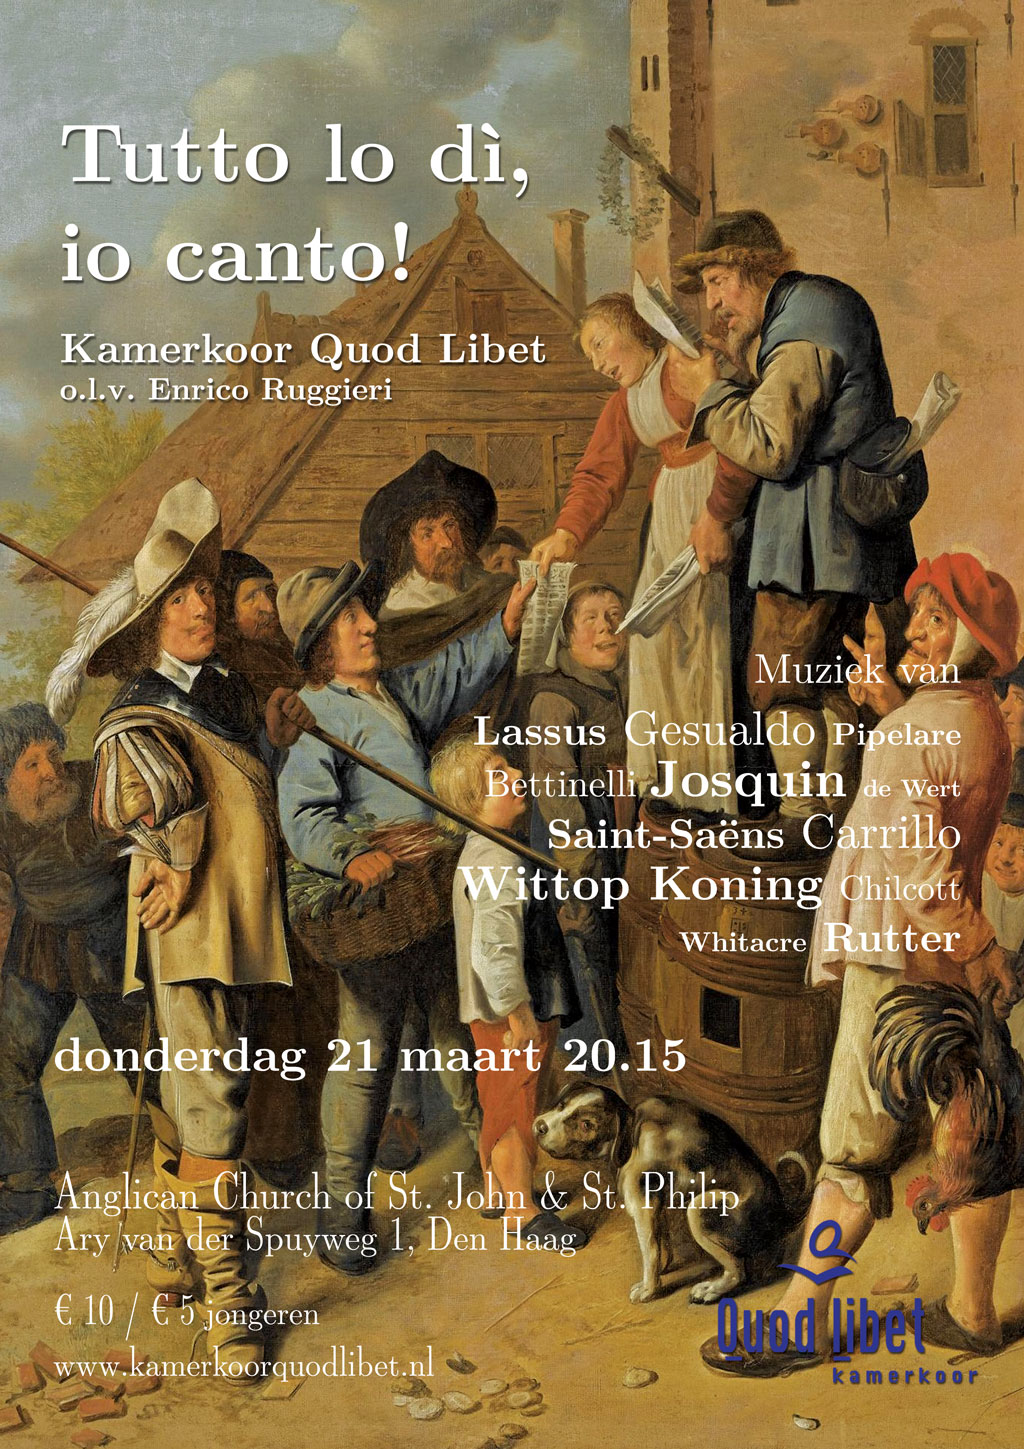 Tutto lo dì,
io canto!
Kamerkoor Quod Libet
o.l.v. Enrico Ruggieri
Muziek van
Lassus Gesualdo Pipelare
Bettinelli Josquin de Wert
Saint-Saëns Carrillo
Wittop Koning Chilcott
Whitacre Rutter
donderdag 21 maart 20.15
Anglican Church of St. John & St. Philip
Ary van der Spuyweg 1, Den Haag
€ 10 / € 5 jongeren
www.kamerkoorquodlibet.nl
Quod libet
kamerkoor